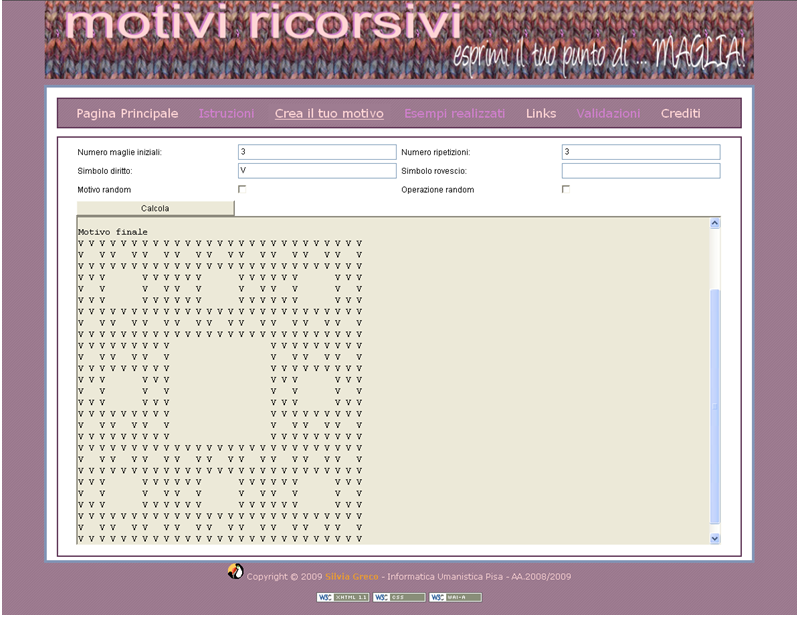 motivi ricorsivi
esprimi il tuo punto di ... MAGLIA!
Pagina Principale Istruzioni Crea il tuo motivo Esempi realizzati Links Validazioni Crediti
Numero maglie iniziali: 3 Numero ripetizioni: 3
Simbolo diritto: V Simbolo rovescio:
Motivo random Operazione random
Calcola
Motivo finale
V V V V V V V V V V V V V V V V V V V V V V V V V V V
V   V V   V V   V V   V V   V V   V V   V V   V V   V
V V V V V V V V V V V V V V V V V V V V V V V V V V V
V V V       V V V V V V       V V V V V V       V V V
V   V       V   V V   V       V   V V   V       V   V
V V V       V V V V V V       V V V V V V       V V V
V V V V V V V V V V V V V V V V V V V V V V V V V V V
V   V V   V V   V V   V V   V V   V V   V V   V V   V
V V V V V V V V V V V V V V V V V V V V V V V V V V V
V V V V V V V V V                   V V V V V V V V V
V   V V   V V   V                   V   V V   V V   V
V V V V V V V V V                   V V V V V V V V V
V V V       V V V                   V V V       V V V
V   V       V   V                   V   V       V   V
V V V       V V V                   V V V       V V V
V V V V V V V V V                   V V V V V V V V V
V   V V   V V   V                   V   V V   V V   V
V V V V V V V V V                   V V V V V V V V V
V V V V V V V V V V V V V V V V V V V V V V V V V V V
V   V V   V V   V V   V V   V V   V V   V V   V V   V
V V V V V V V V V V V V V V V V V V V V V V V V V V V
V V V       V V V V V V       V V V V V V       V V V
V   V       V   V V   V       V   V V   V       V   V
V V V       V V V V V V       V V V V V V       V V V
V V V V V V V V V V V V V V V V V V V V V V V V V V V
V   V V   V V   V V   V V   V V   V V   V V   V V   V
V V V V V V V V V V V V V V V V V V V V V V V V V V V
Copyright © 2009 Silvia Greco - Informatica Umanistica Pisa - AA.2008/2009
W3C XHTML 1.1 W3C CSS W3C WAI-A